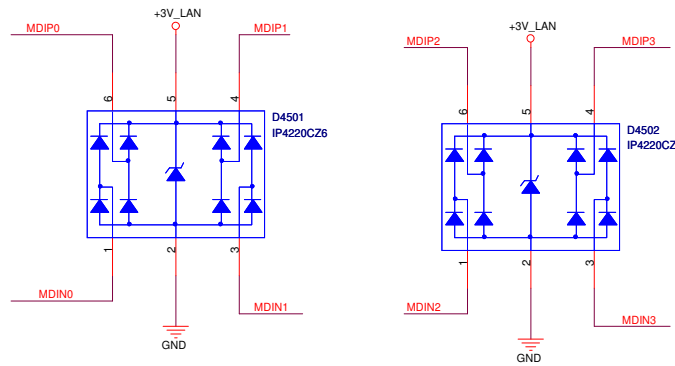 +3V_LAN
MDIP0
MDIP1
6
5
4
D4501
IP4220CZ6
1
2
3
MDIN0
MDIN1
GND
+3V_LAN
MDIP2
MDIP3
6
5
4
D4502
IP4220CZ
1
2
3
MDIN2
MDIN3
GND